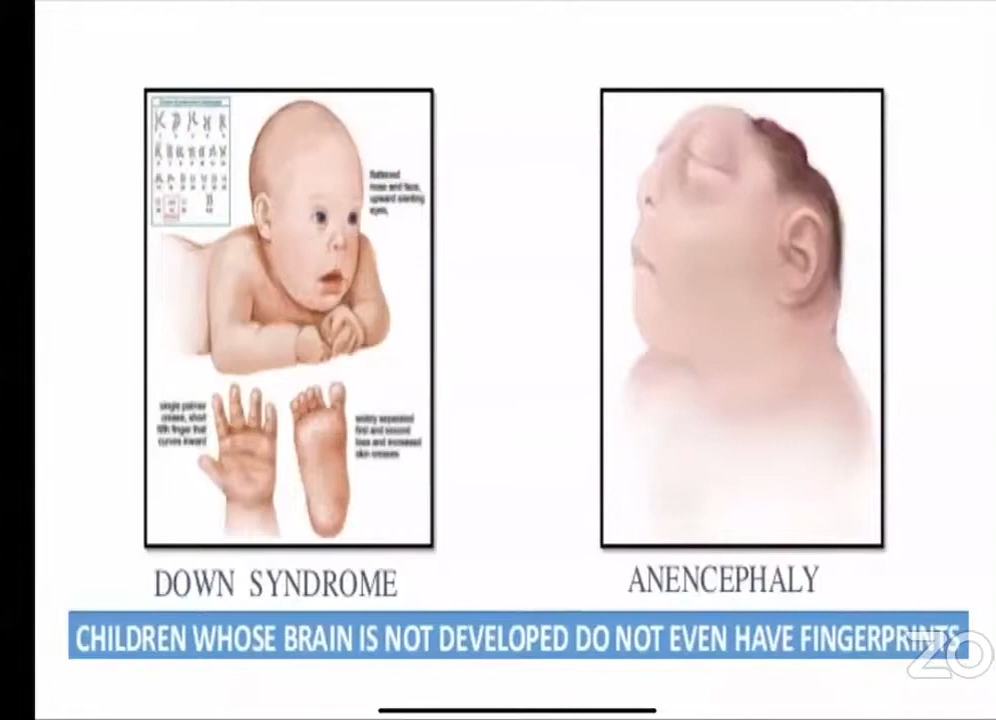 flattened
nose and face,
upward slanting
eyes,
single palmar
crease, short
fifth finger that
curves inward
widely separated
first and second
toes and increased
skin creases
DOWN SYNDROME
ANENCEPHALY
CHILDREN WHOSE BRAIN IS NOT DEVELOPED DO NOT EVEN HAVE FINGERPRINTS
ZO